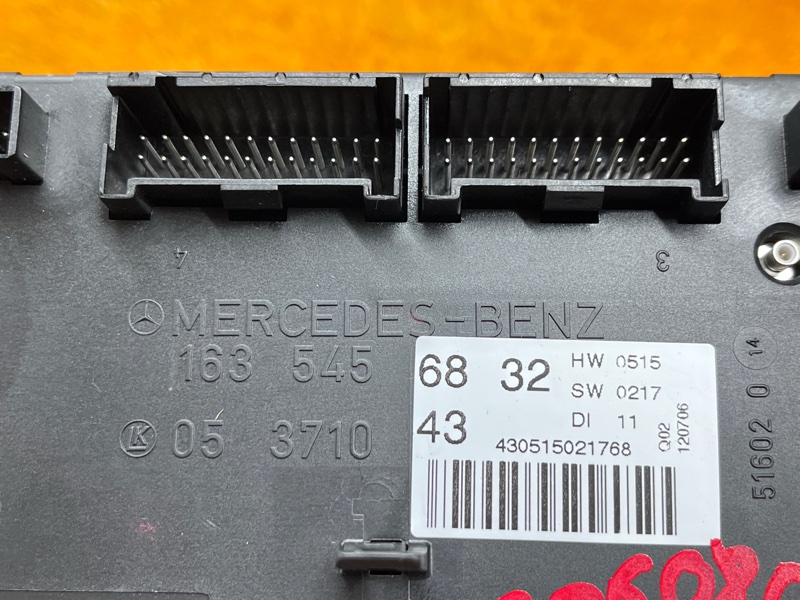 4
3
MERCEDES-BENZ
163 545 68 32
HW 0515
SW 0217
K 05 3710 43
DI 11
430515021768
Q02
120706
51602 0 14